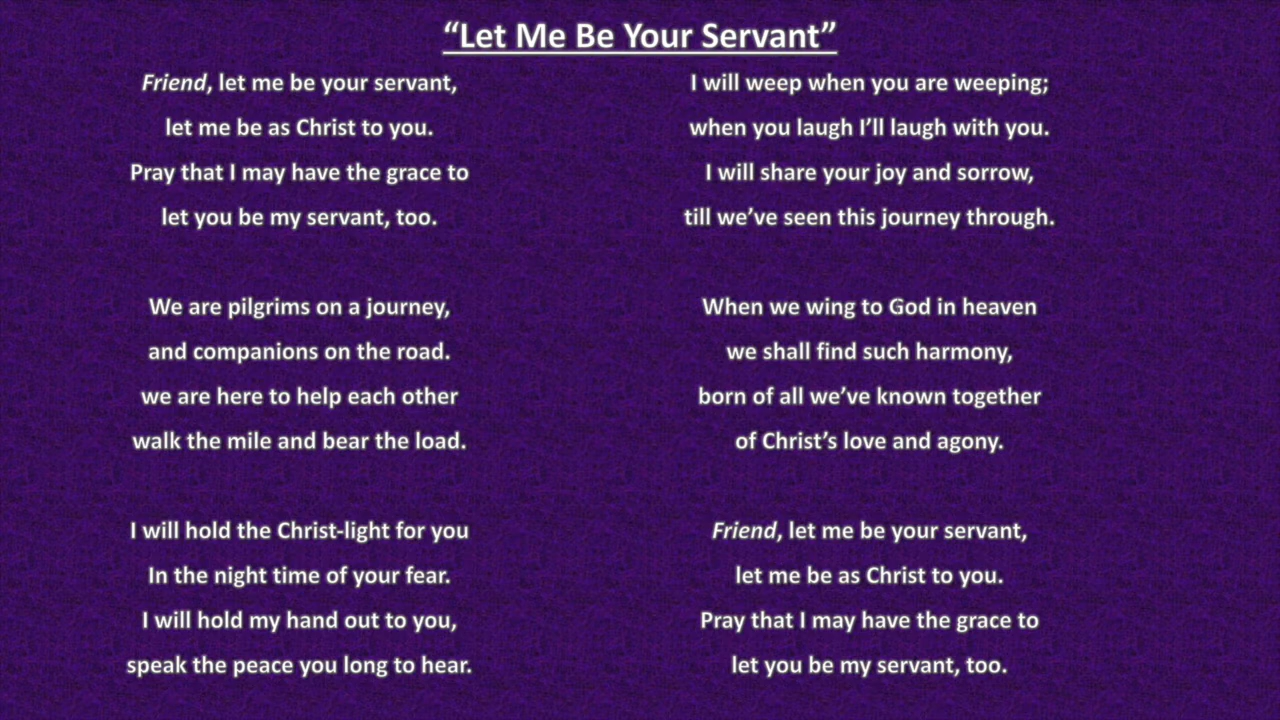 “Let Me Be Your Servant”
Friend, let me be your servant,
let me be as Christ to you.
Pray that I may have the grace to
let you be my servant, too.
We are pilgrims on a journey,
and companions on the road.
we are here to help each other
walk the mile and bear the load.
I will hold the Christ-light for you
In the night time of your fear.
I will hold my hand out to you,
speak the peace you long to hear.
I will weep when you are weeping;
when you laugh I’ll laugh with you.
I will share your joy and sorrow,
till we’ve seen this journey through.
When we wing to God in heaven
we shall find such harmony,
born of all we’ve known together
of Christ’s love and agony.
Friend, let me be your servant,
let me be as Christ to you.
Pray that I may have the grace to
let you be my servant, too.